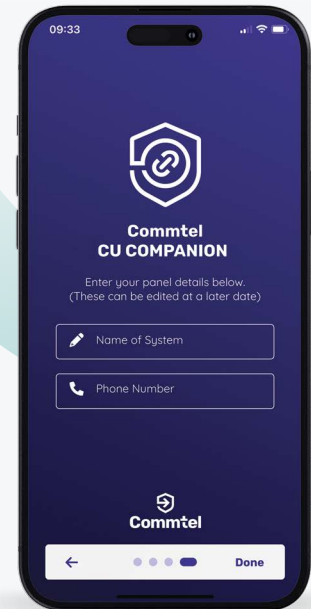 09:33
Commtel
CU COMPANION
Enter your panel details below.
(These can be edited at a later date)
Name of System
Phone Number
Commtel
Done